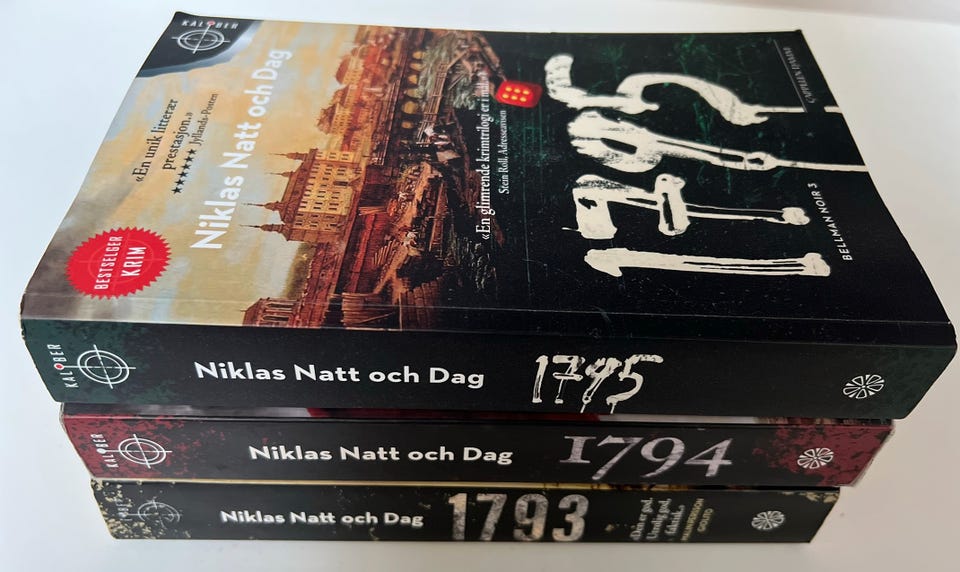 KALIBER
«En unik litterær
prestasjon.»
★★★★★★ Jyllands-Posten
Niklas Natt och Dag
BESTSELGER
KRIM
«En glimrende krimtrilogi er i mål.»
Stein Roll, Adresseavisen
1795
BELLMAN NOIR 3
CAPPELEN DAMM
KALIBER
Niklas Natt och Dag
1795
KALIBER
Niklas Natt och Dag
1794
Niklas Natt och Dag
1793